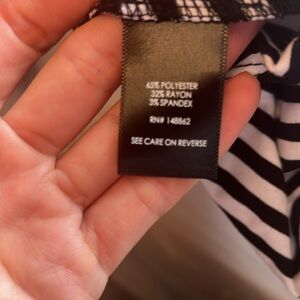 65% POLYESTER
32% RAYON
3% SPANDEX
RN# 148862
SEE CARE ON REVERSE